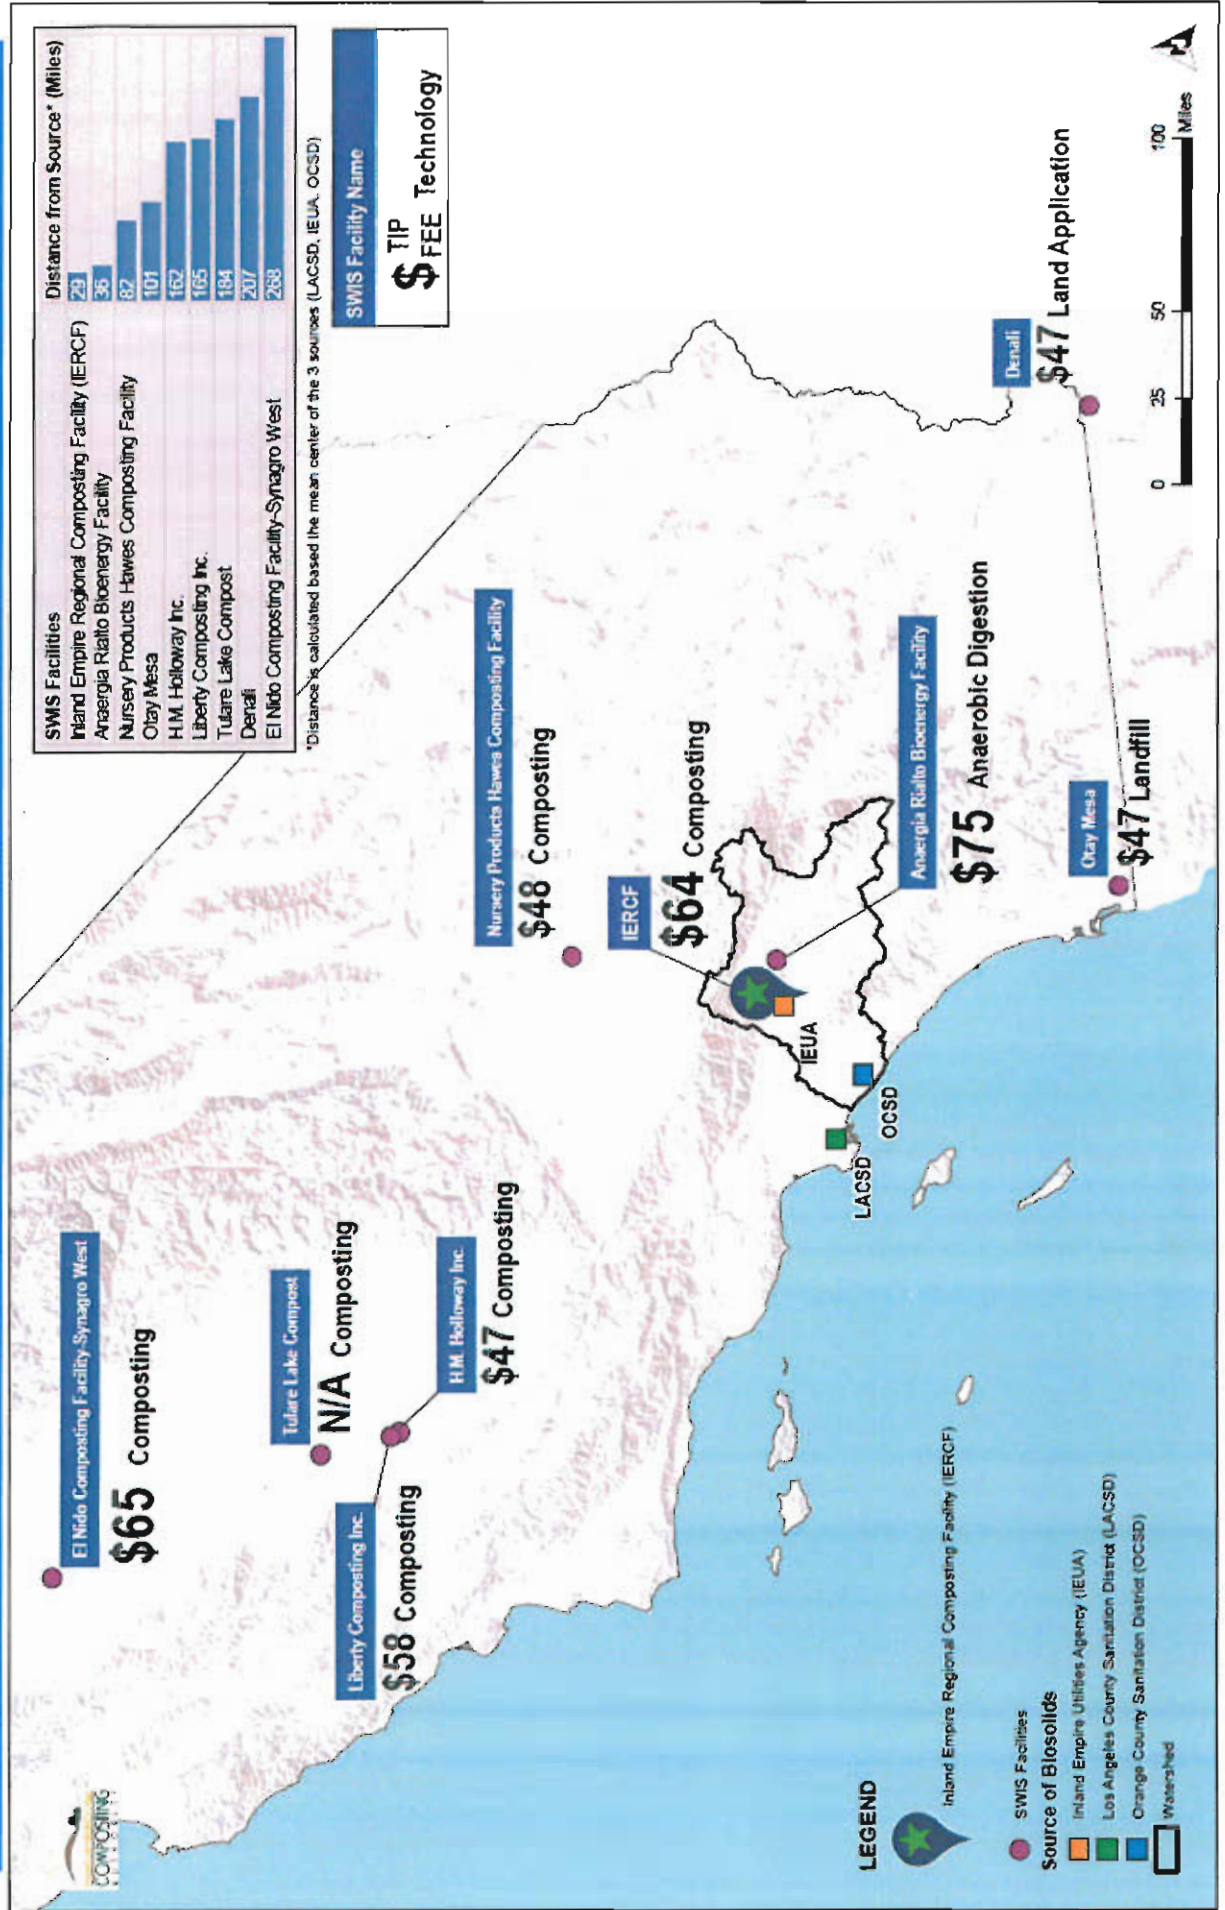 COMPOSTING
El Nido Composting Facility-Synagro West
$65 Composting
Tulare Lake Compost
N/A Composting
Liberty Composting Inc.
$58 Composting
H.M. Holloway Inc.
$47 Composting
Nursery Products Hawes Composting Facility
$48 Composting
IERCF
$64 Composting
Anaergia Rialto Bioenergy Facility
$75 Anaerobic Digestion
Otay Mesa
$47 Landfill
Denali
$47 Land Application
IEUA
OCSD
LACSD
SWIS Facilities Distance from Source* (Miles)
Inland Empire Regional Composting Facility (IERCF) 29
Anaergia Rialto Bioenergy Facility 36
Nursery Products Hawes Composting Facility 82
Otay Mesa 101
H.M. Holloway Inc. 162
Liberty Composting Inc. 165
Tulare Lake Compost 184
Denali 207
El Nido Composting Facility-Synagro West 268
*Distance is calculated based the mean center of the 3 sources (LACSD, IEUA, OCSD)
SWIS Facility Name
$ TIP FEE Technology
LEGEND
Inland Empire Regional Composting Facility (IERCF)
SWIS Facilities
Source of Biosolids
Inland Empire Utilities Agency (IEUA)
Los Angeles County Sanitation District (LACSD)
Orange County Sanitation District (OCSD)
Watershed
0 25 50 100
Miles